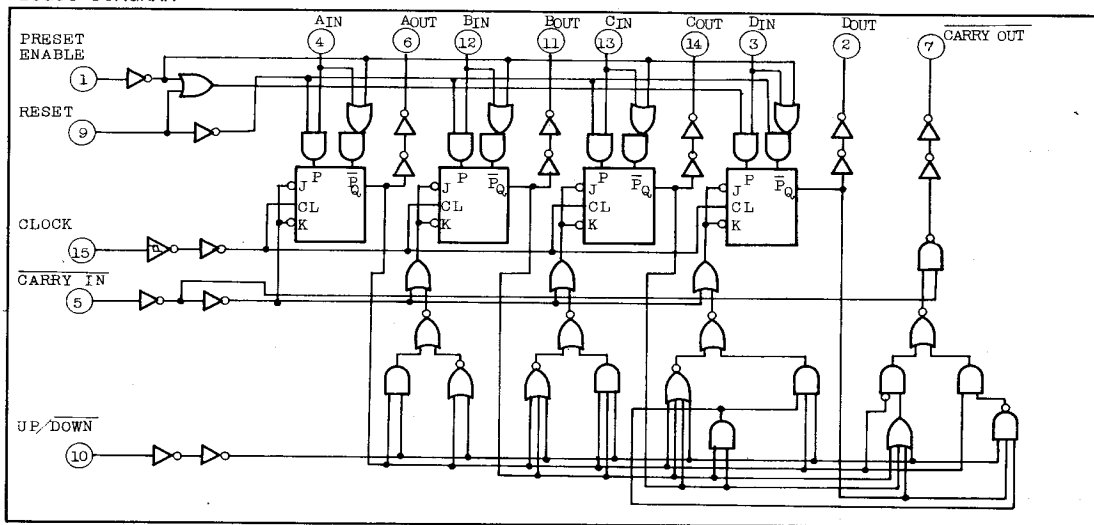 AIN AOUT BIN BOUT CIN COUT DIN DOUT CARRY OUT
4 6 12 11 13 14 3 2 7
PRESET
ENABLE
1
RESET
9
P P̅ Q P P̅ Q P P̅ Q P P̅ Q
J J J J
CL CL CL CL
K K K K
CLOCK
15
CARRY IN
5
UP/DOWN
10